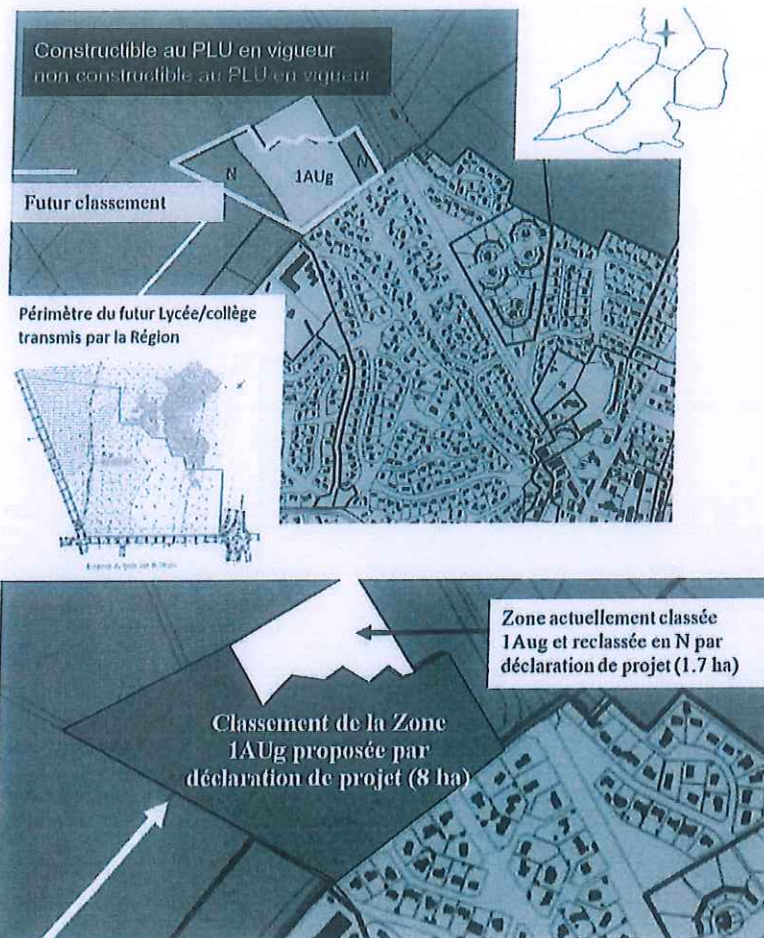 Constructible au PLU en vigueur
non constructible au PLU en vigueur
N
1AUg
N
Futur classement
Périmètre du futur Lycée/collège
transmis par la Région
Zone actuellement classée
1Aug et reclassée en N par
déclaration de projet (1.7 ha)
Classement de la Zone
1AUg proposée par
déclaration de projet (8 ha)